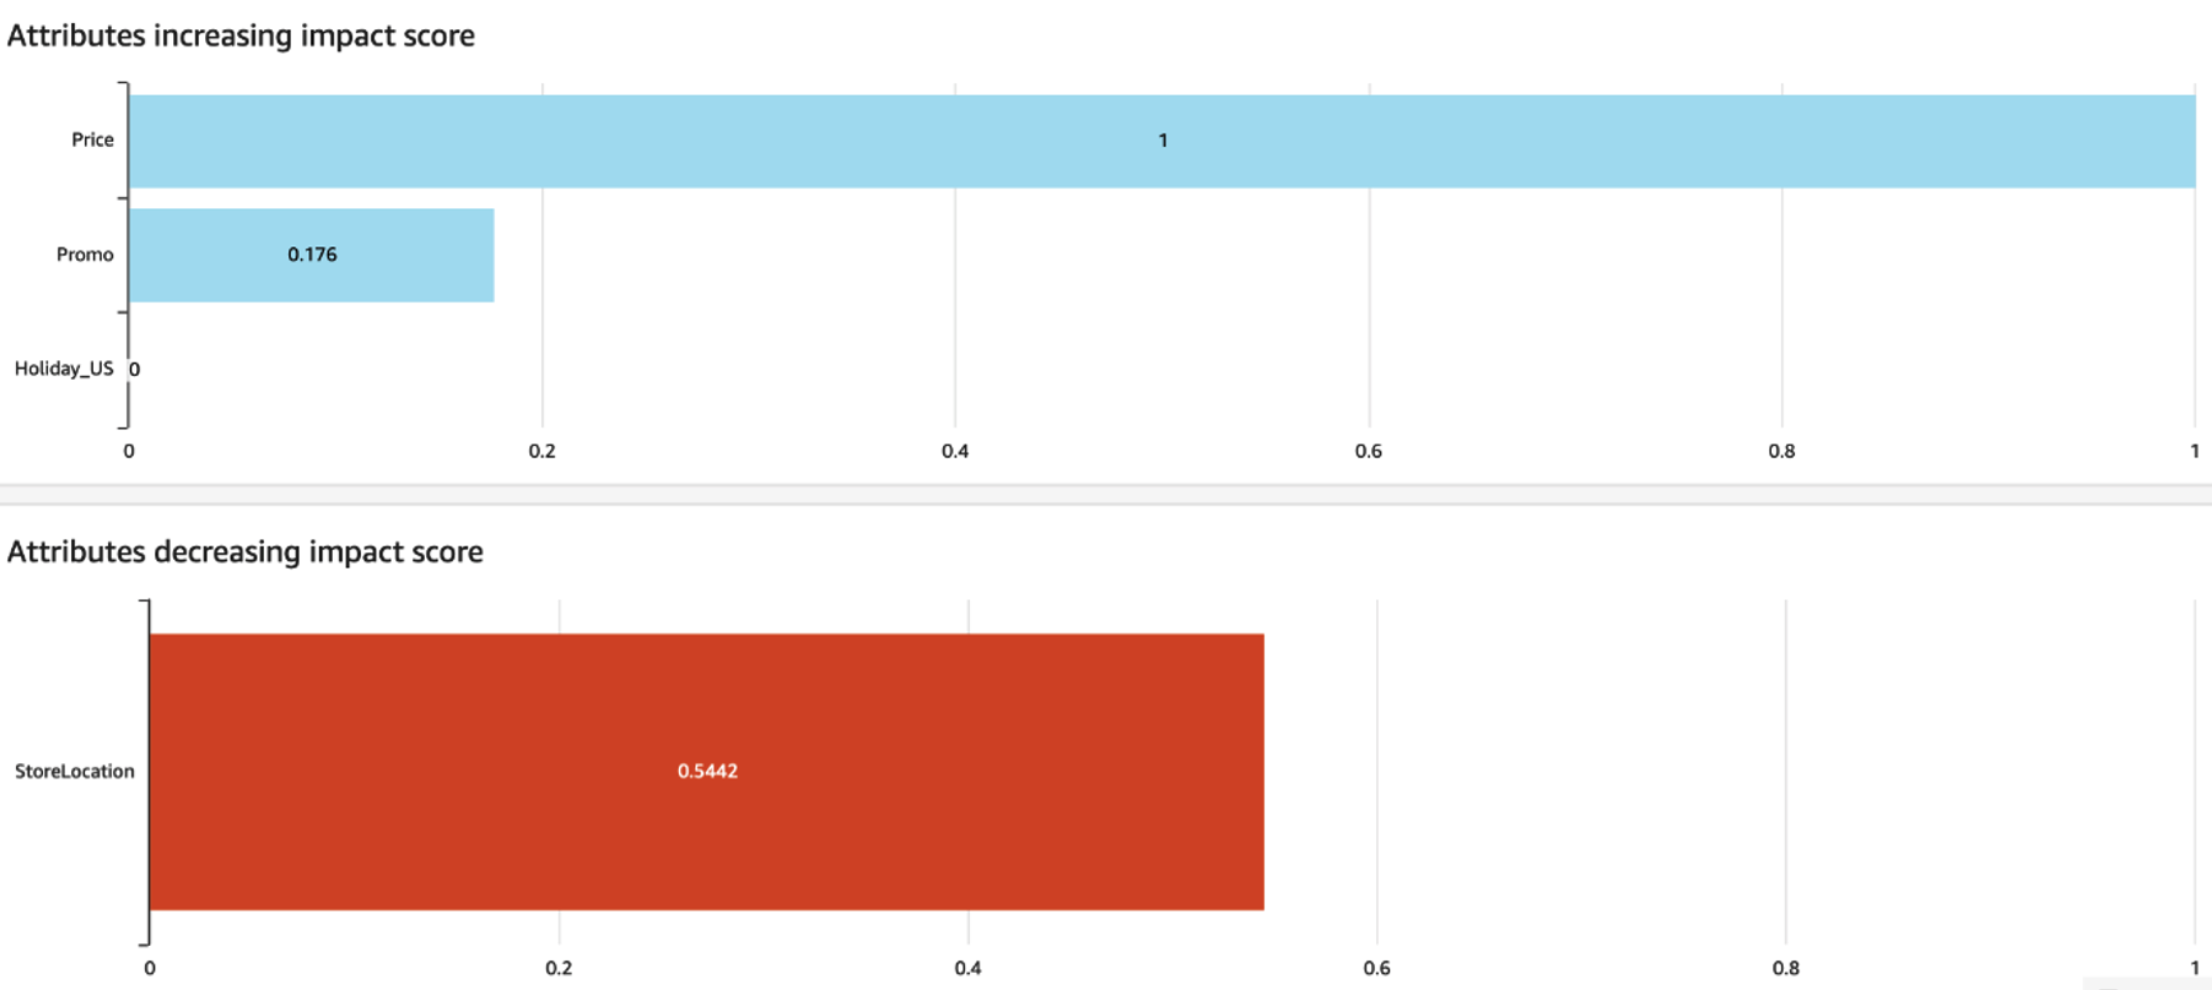 Attributes increasing impact score
Price
1
Promo
0.176
Holiday_US
0
0 0.2 0.4 0.6 0.8 1
Attributes decreasing impact score
StoreLocation
0.5442
0 0.2 0.4 0.6 0.8 1